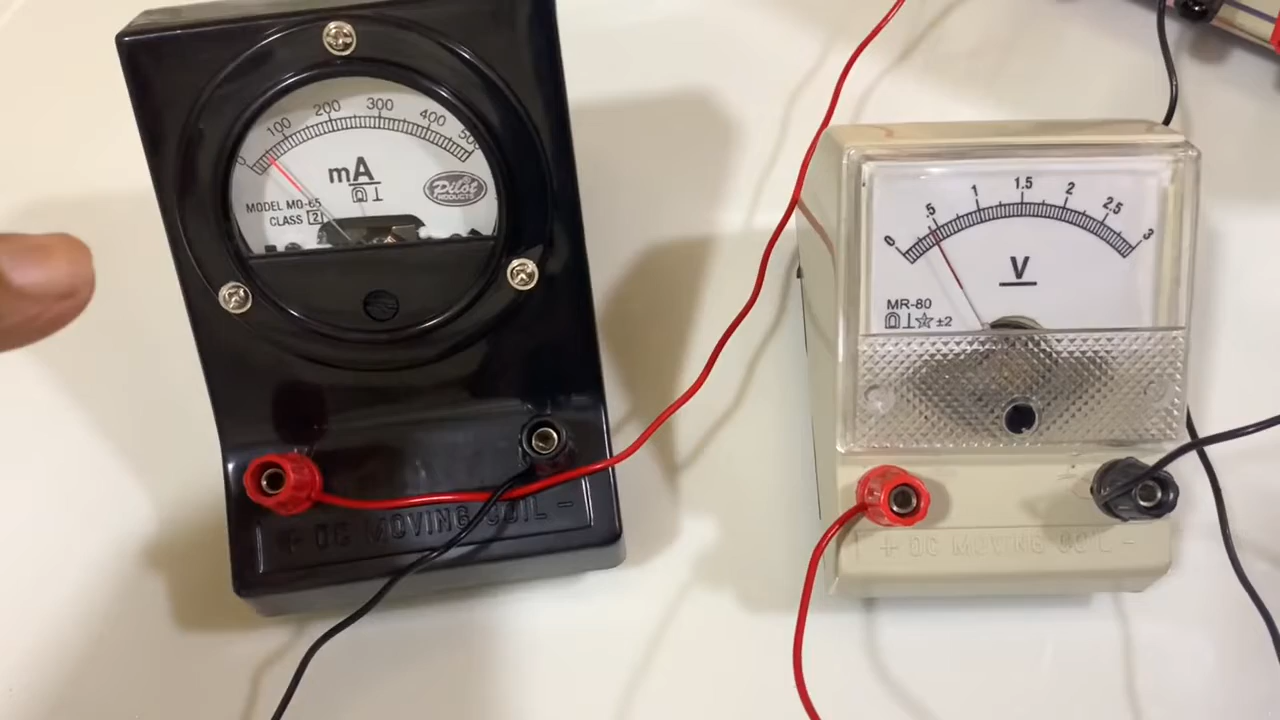 0 100 200 300 400 500
mA
Pilot
PRODUCTS
MODEL MO-65
CLASS 2
+ DC MOVING COIL -
0 .5 1 1.5 2 2.5 3
V
MR-80
±2
+ DC MOVING COIL -